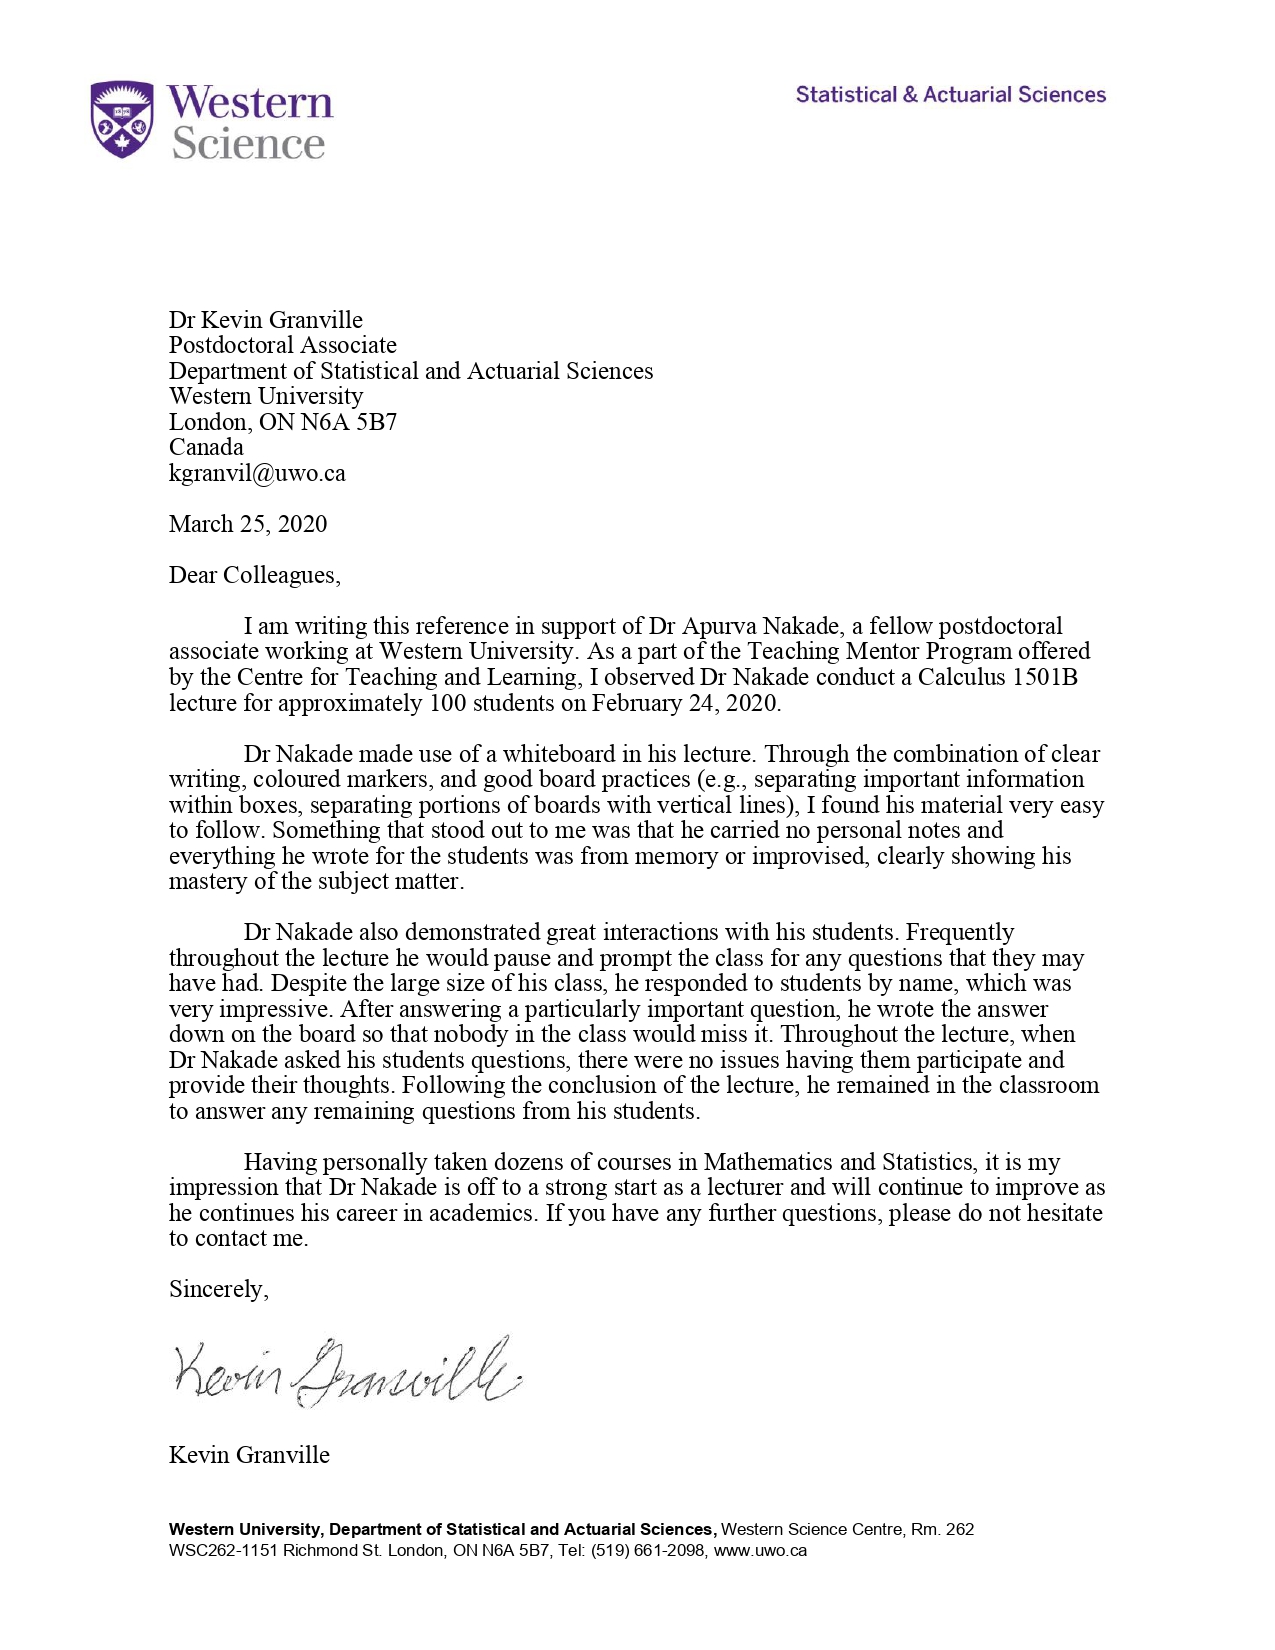 Western
Science
Statistical & Actuarial Sciences
Dr Kevin Granville
Postdoctoral Associate
Department of Statistical and Actuarial Sciences
Western University
London, ON N6A 5B7
Canada
kgranvil@uwo.ca
March 25, 2020
Dear Colleagues,
I am writing this reference in support of Dr Apurva Nakade, a fellow postdoctoral
associate working at Western University. As a part of the Teaching Mentor Program offered
by the Centre for Teaching and Learning, I observed Dr Nakade conduct a Calculus 1501B
lecture for approximately 100 students on February 24, 2020.
Dr Nakade made use of a whiteboard in his lecture. Through the combination of clear
writing, coloured markers, and good board practices (e.g., separating important information
within boxes, separating portions of boards with vertical lines), I found his material very easy
to follow. Something that stood out to me was that he carried no personal notes and
everything he wrote for the students was from memory or improvised, clearly showing his
mastery of the subject matter.
Dr Nakade also demonstrated great interactions with his students. Frequently
throughout the lecture he would pause and prompt the class for any questions that they may
have had. Despite the large size of his class, he responded to students by name, which was
very impressive. After answering a particularly important question, he wrote the answer
down on the board so that nobody in the class would miss it. Throughout the lecture, when
Dr Nakade asked his students questions, there were no issues having them participate and
provide their thoughts. Following the conclusion of the lecture, he remained in the classroom
to answer any remaining questions from his students.
Having personally taken dozens of courses in Mathematics and Statistics, it is my
impression that Dr Nakade is off to a strong start as a lecturer and will continue to improve as
he continues his career in academics. If you have any further questions, please do not hesitate
to contact me.
Sincerely,
Kevin Granville
Kevin Granville
Western University, Department of Statistical and Actuarial Sciences, Western Science Centre, Rm. 262
WSC262-1151 Richmond St. London, ON N6A 5B7, Tel: (519) 661-2098, www.uwo.ca